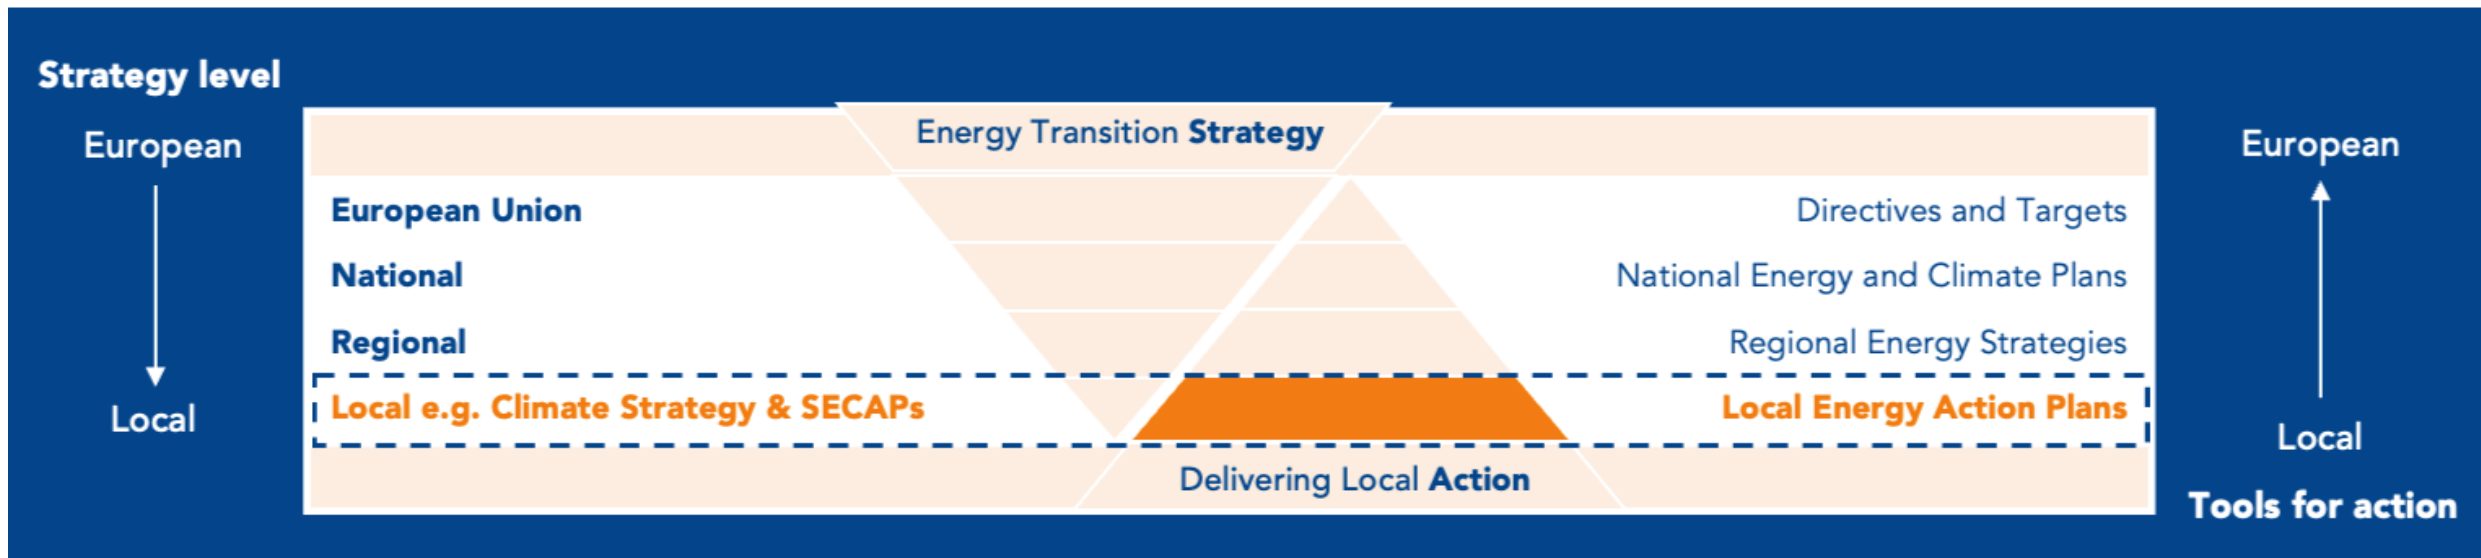 Strategy level
European
Local
Energy Transition Strategy
European Union
Directives and Targets
National
National Energy and Climate Plans
Regional
Regional Energy Strategies
Local e.g. Climate Strategy & SECAPs
Local Energy Action Plans
Delivering Local Action
European
Local
Tools for action